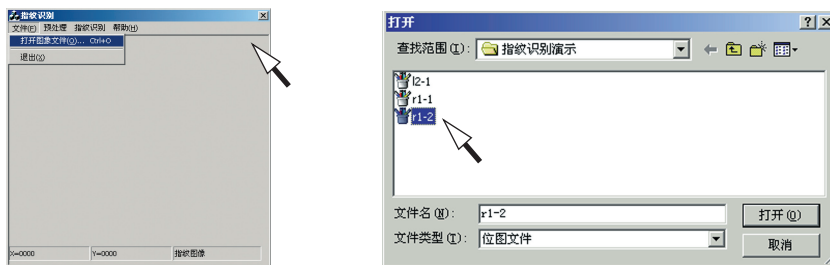 指纹识别
文件(F) 预处理 指纹识别 帮助(H)
打开图象文件(O)... Ctrl+O
退出(X)
X=0000 Y=0000 指纹图像
打开
查找范围(I): 指纹识别演示
l2-1
r1-1
r1-2
文件名(N): r1-2 打开(O)
文件类型(T): 位图文件 取消